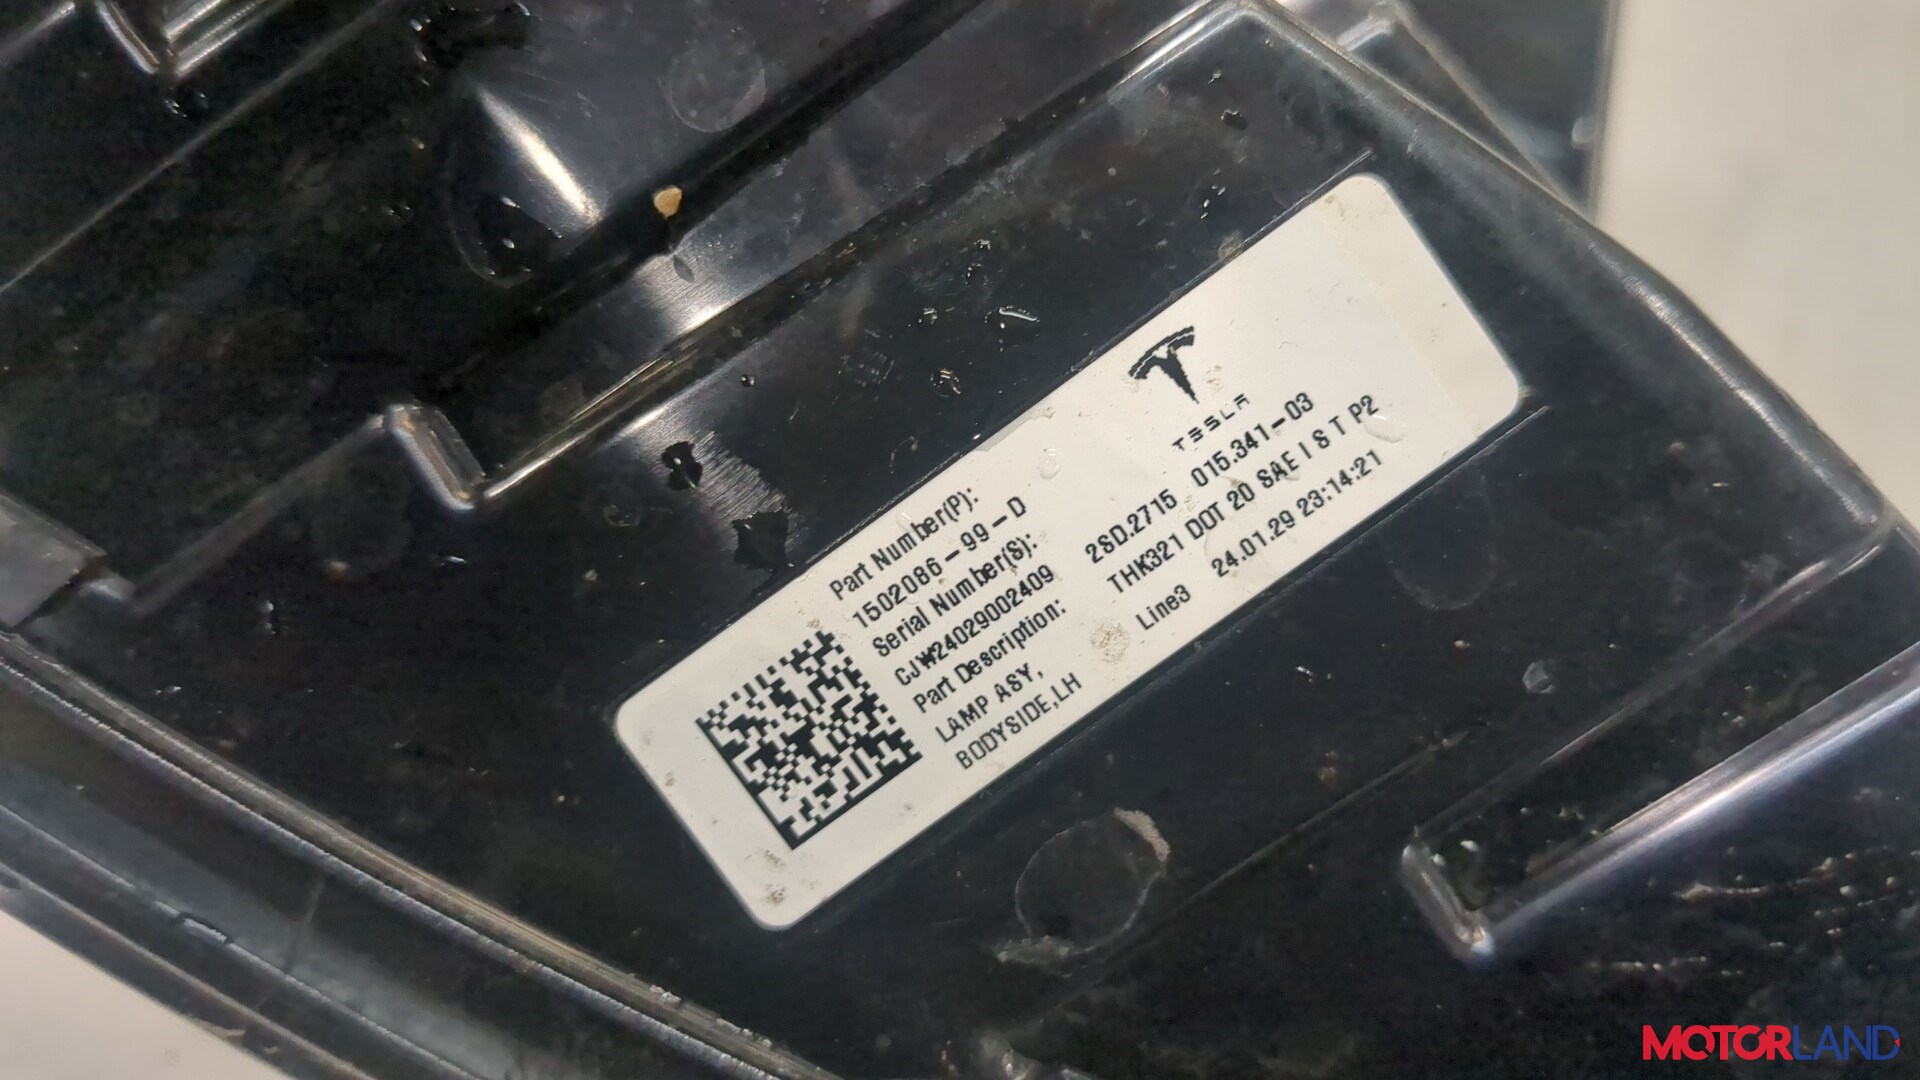 Part Number(P):
1502086-99-D
Serial Number(S):
CJW24029002409
Part Description:
LAMP ASY,
BODYSIDE,LH
TESLA
2SD.2715 015.341-03
THK321 DOT 20 SAE I S T P2
Line3 24.01.29 23:14:21
MOTORLAND